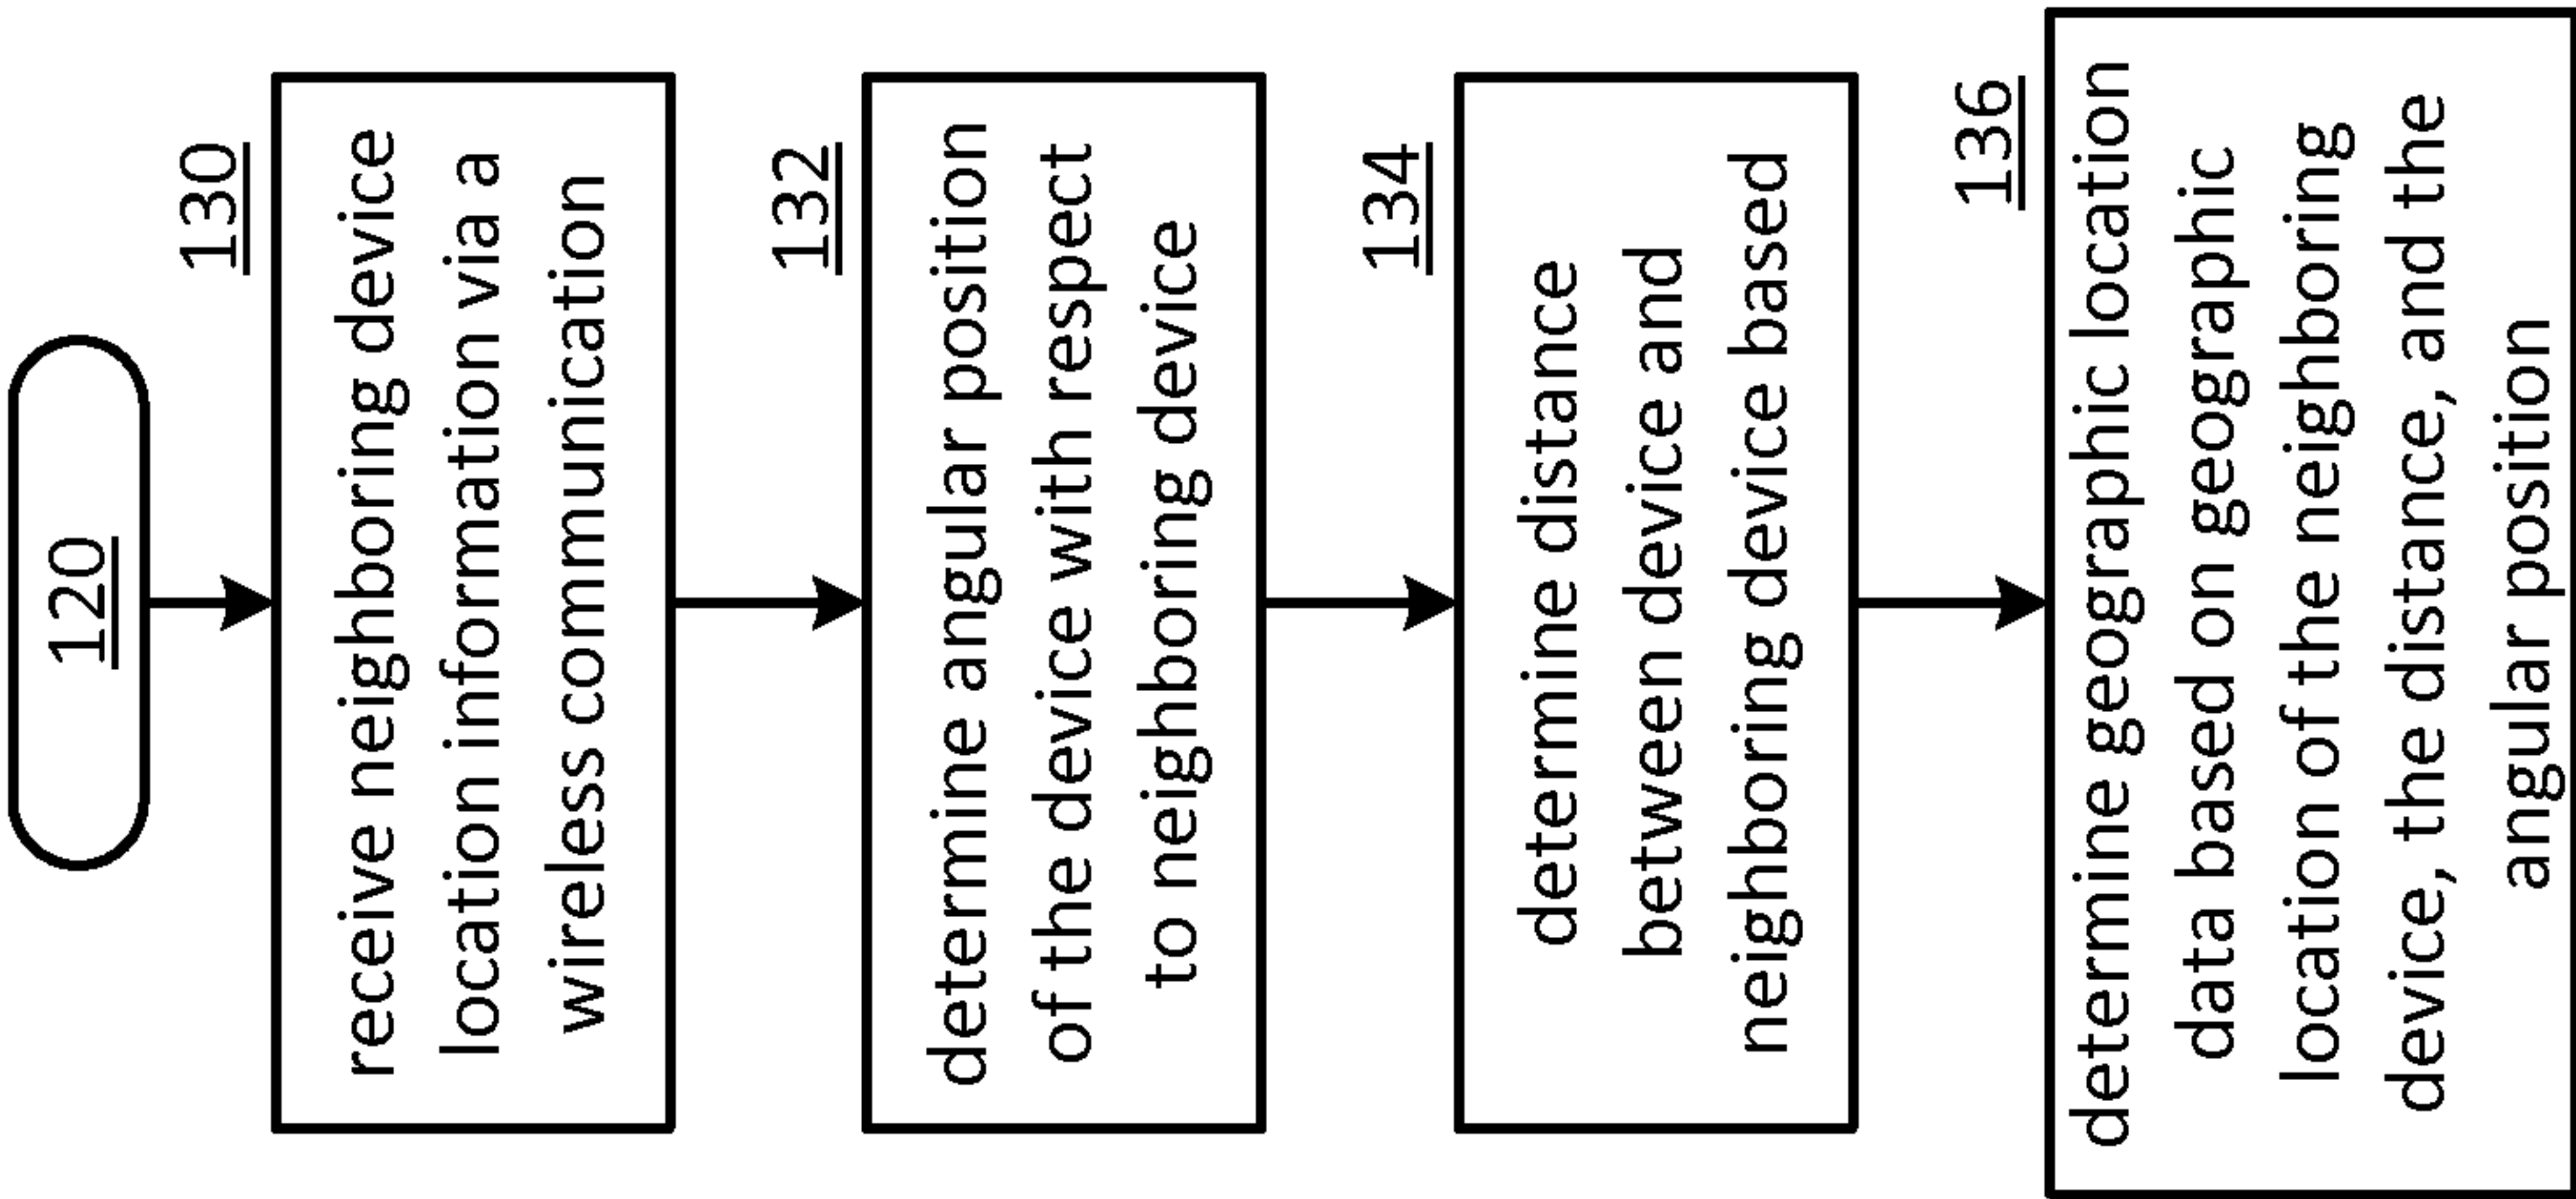 120
130
receive neighboring device
location information via a
wireless communication
132
determine angular position
of the device with respect
to neighboring device
134
determine distance
between device and
neighboring device based
136
determine geographic location
data based on geographic
location of the neighboring
device, the distance, and the
angular position